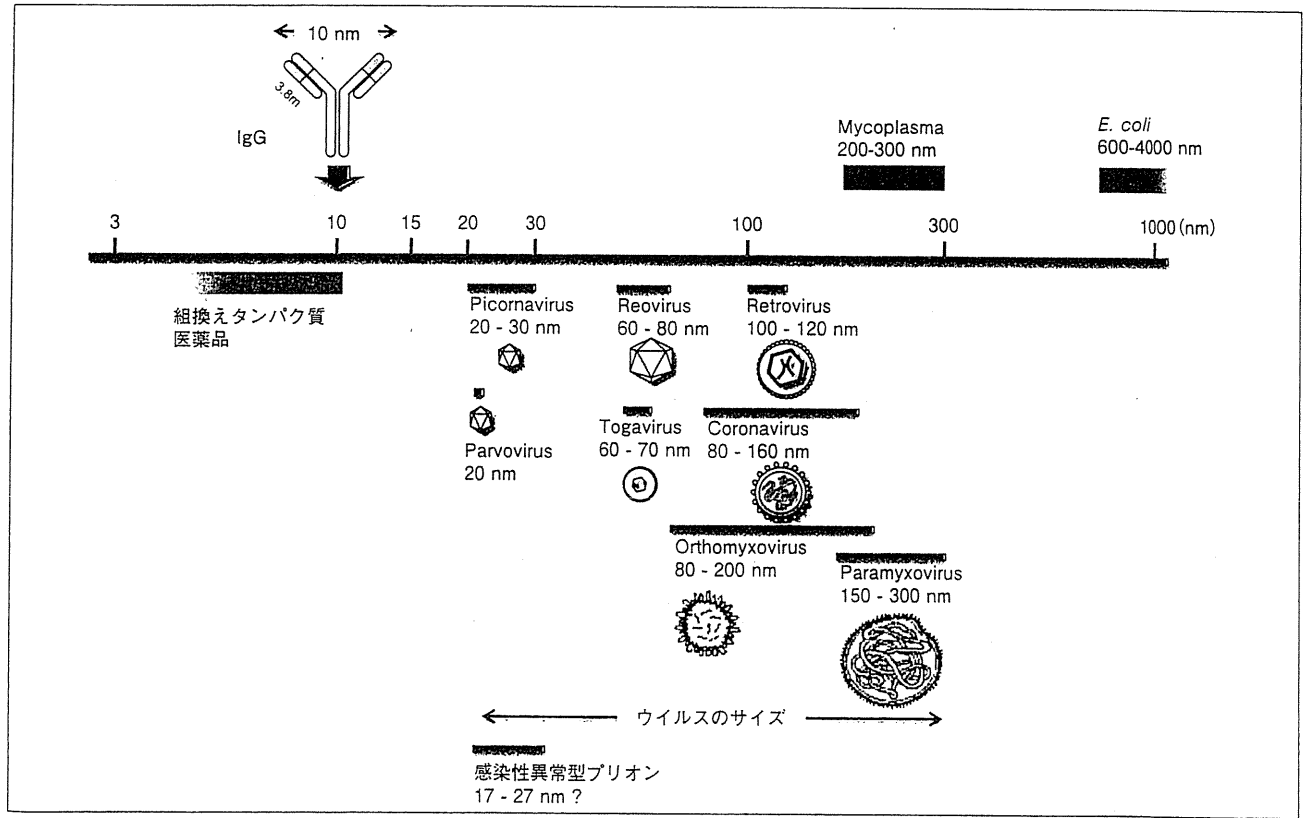 10 nm
3.8m
IgG
Mycoplasma
200-300 nm
E. coli
600-4000 nm
3
10
15
20
30
100
300
1000 (nm)
組換えタンパク質
医薬品
Picornavirus
20 - 30 nm
Reovirus
60 - 80 nm
Retrovirus
100 - 120 nm
Parvovirus
20 nm
Togavirus
60 - 70 nm
Coronavirus
80 - 160 nm
Orthomyxovirus
80 - 200 nm
Paramyxovirus
150 - 300 nm
ウイルスのサイズ
感染性異常型プリオン
17 - 27 nm ?